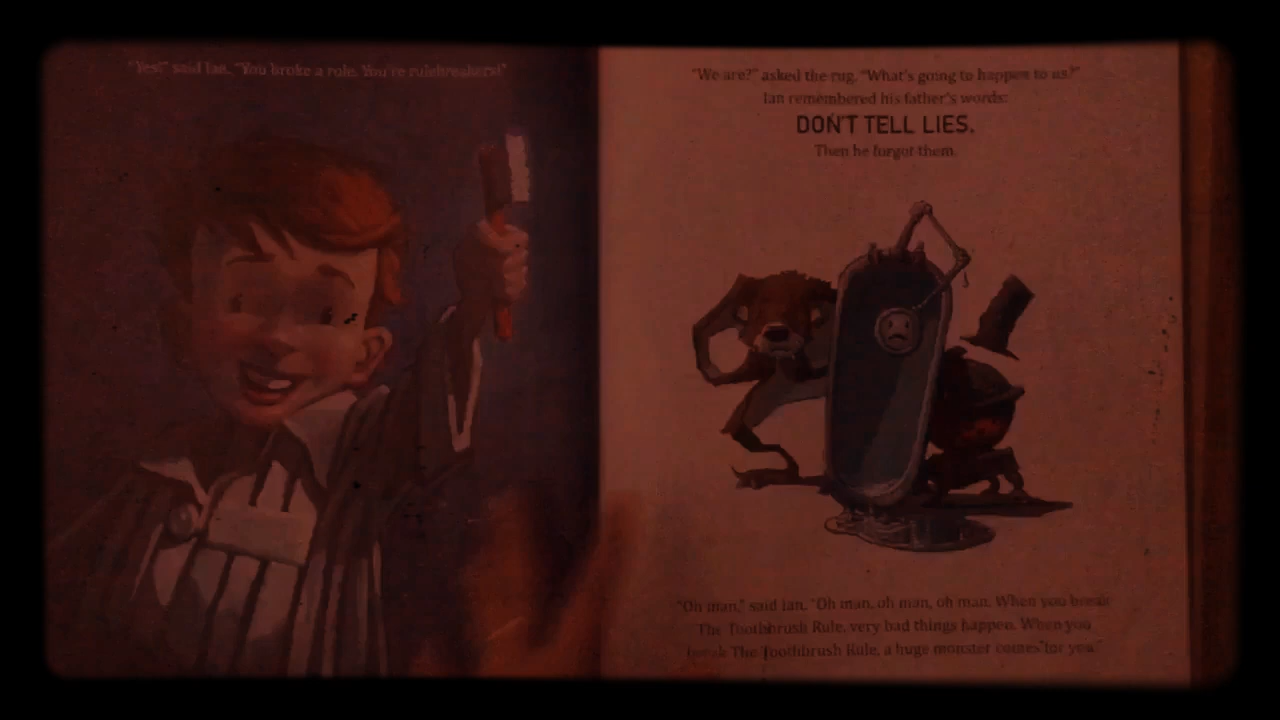 "Yes!" said Ian. "You broke a rule. You're rulebreakers!"
"We are?" asked the rug. "What's going to happen to us?"
Ian remembered his father's words:
DON'T TELL LIES.
Then he forgot them.
"Oh man," said Ian. "Oh man, oh man, oh man. When you break
The Toothbrush Rule, very bad things happen. When you
break The Toothbrush Rule, a huge monster comes for you."